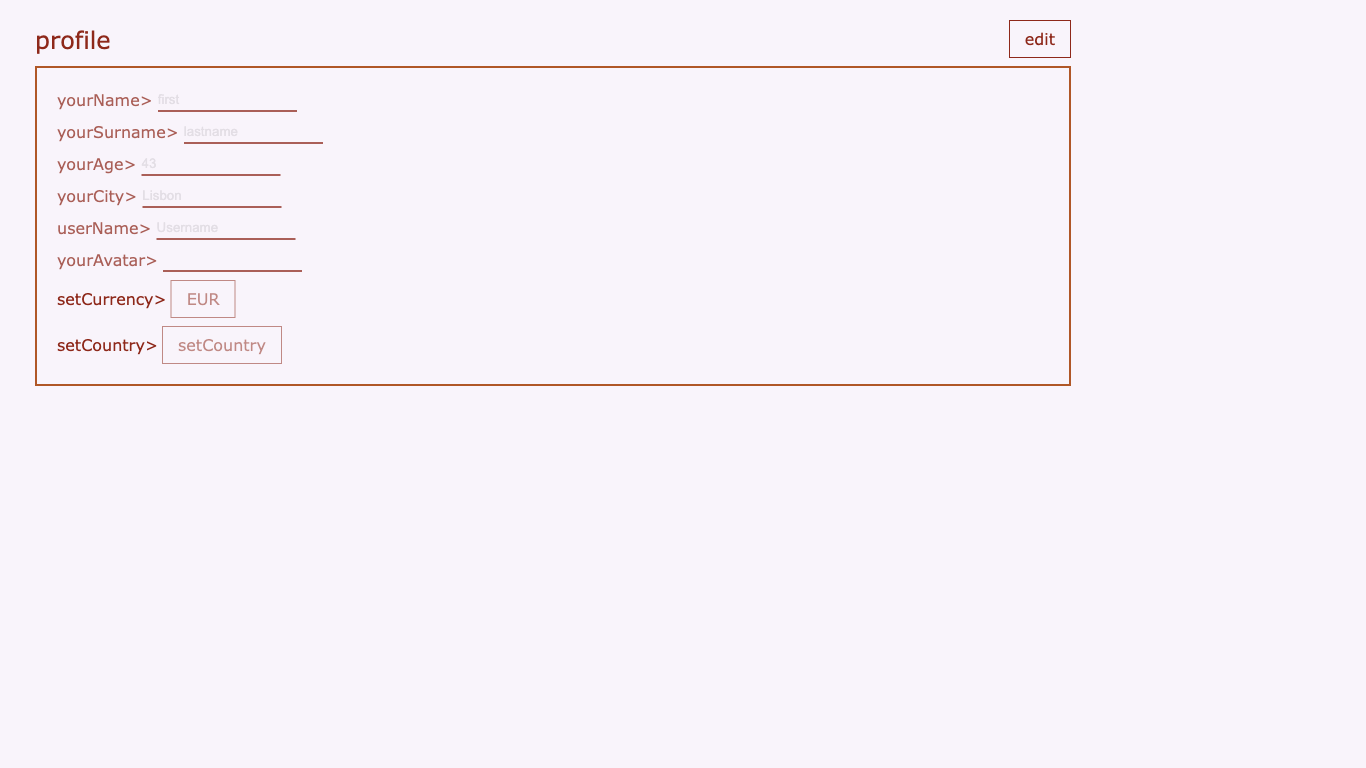 profile
edit
yourName> first
yourSurname> lastname
yourAge> 43
yourCity> Lisbon
userName> Username
yourAvatar>
setCurrency> EUR
setCountry> setCountry